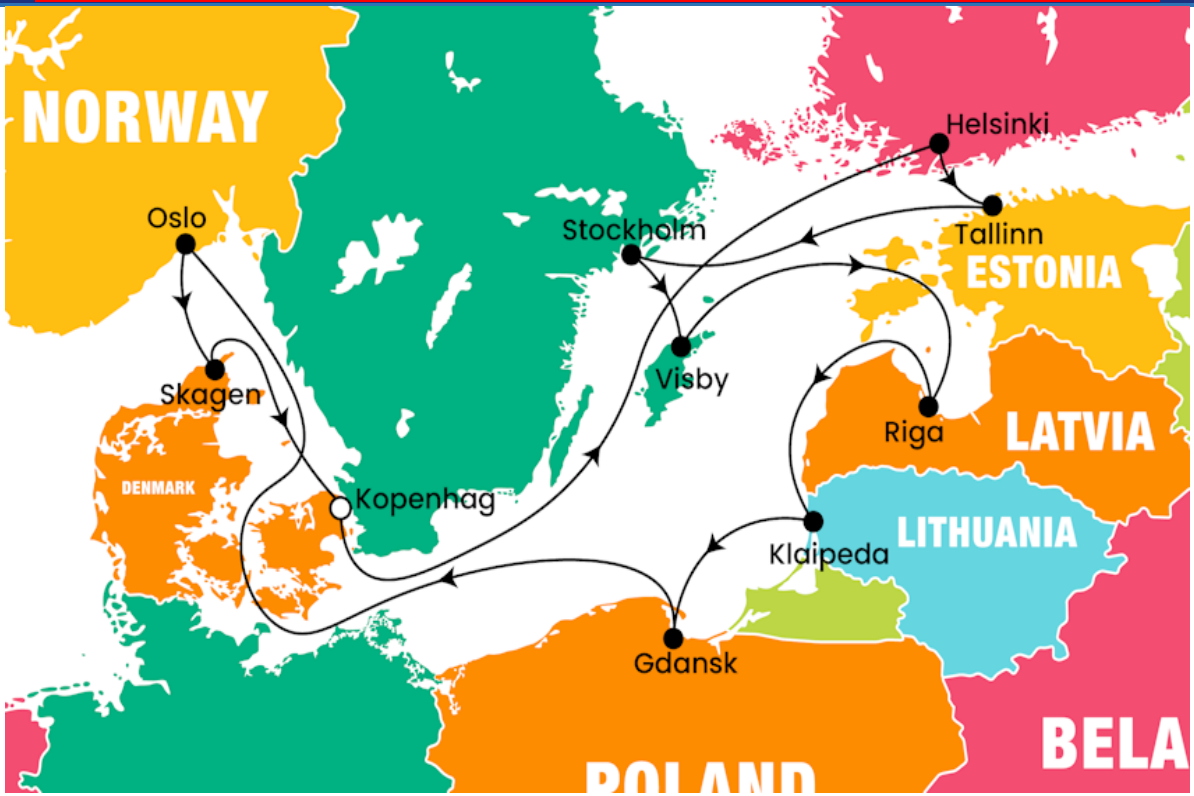 NORWAY
Helsinki
Oslo
Stockholm
Tallinn
ESTONIA
Skagen
Visby
Riga
LATVIA
DENMARK
Kopenhag
LITHUANIA
Klaipeda
Gdansk
BELA
POLAND